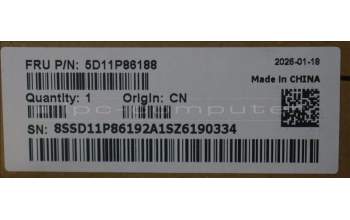 FRU P/N: 5D11P86188
2026-01-18
Made In CHINA
Quantity: 1 Origin: CN
SN: 8SSD11P86192A1SZ6190334